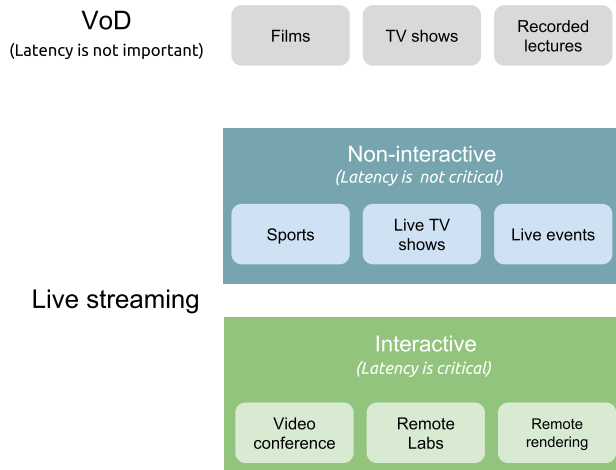 VoD
(Latency is not important)
Films
TV shows
Recorded
lectures
Non-interactive
(Latency is not critical)
Sports
Live TV
shows
Live events
Live streaming
Interactive
(Latency is critical)
Video
conference
Remote
Labs
Remote
rendering